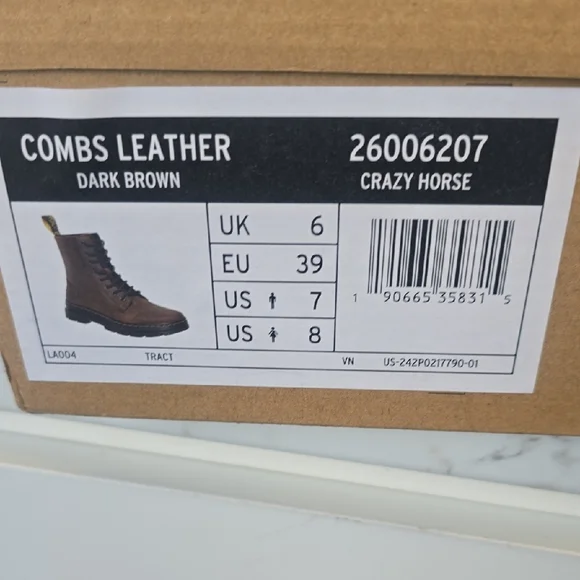 COMBS LEATHER
DARK BROWN
26006207
CRAZY HORSE
UK 6
EU 39
US 7
US 8
1 90665 35831 5
LA004 TRACT VN US-242P0217790-01